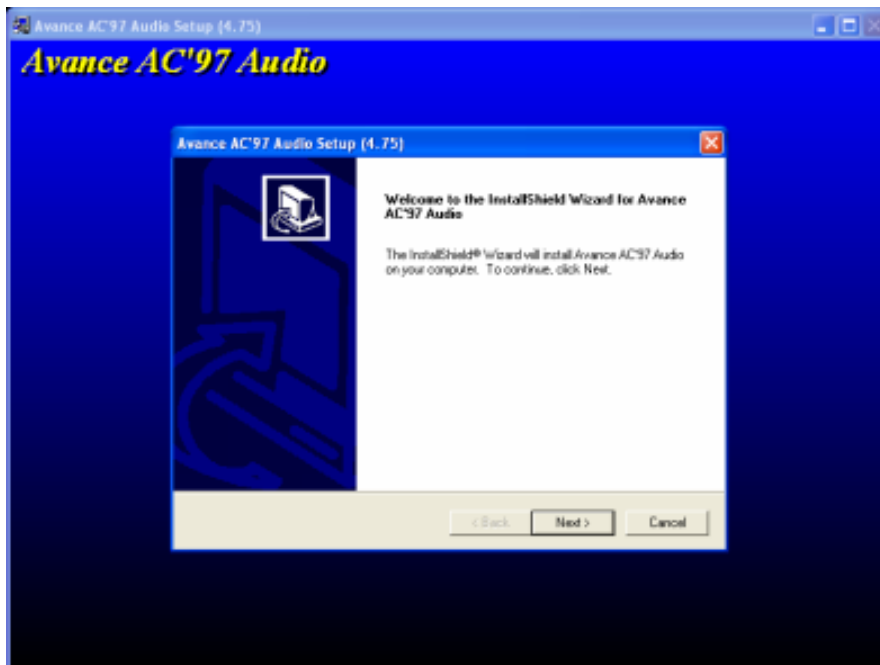 Avance AC'97 Audio Setup (4.75)
Avance AC'97 Audio
Avance AC'97 Audio Setup (4.75)
Welcome to the InstallShield Wizard for Avance
AC'97 Audio
The InstallShield® Wizard will install Avance AC'97 Audio
on your computer. To continue, click Next.
< Back
Next >
Cancel